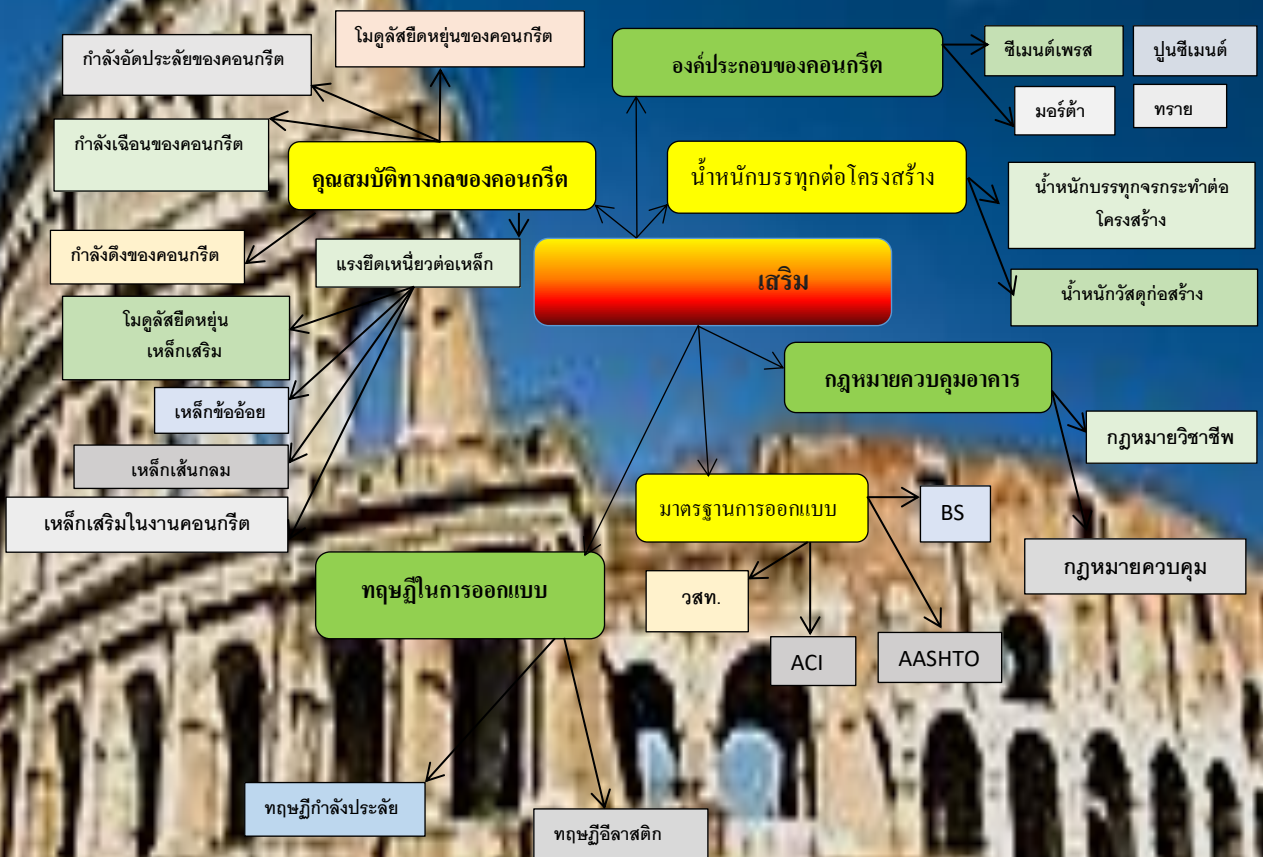 โมดูลัสยืดหยุ่นของคอนกรีต
กำลังอัดประลัยของคอนกรีต
องค์ประกอบของคอนกรีต
ซีเมนต์เพรส
ปูนซีเมนต์
มอร์ต้า
ทราย
กำลังเฉือนของคอนกรีต
คุณสมบัติทางกลของคอนกรีต
น้ำหนักบรรทุกต่อโครงสร้าง
น้ำหนักบรรทุกจรกระทำต่อ
โครงสร้าง
กำลังดึงของคอนกรีต
แรงยึดเหนี่ยวต่อเหล็ก
เสริม
น้ำหนักวัสดุก่อสร้าง
โมดูลัสยืดหยุ่น
เหล็กเสริม
กฎหมายควบคุมอาคาร
เหล็กข้ออ้อย
กฎหมายวิชาชีพ
เหล็กเส้นกลม
เหล็กเสริมในงานคอนกรีต
มาตรฐานการออกแบบ
BS
กฎหมายควบคุม
ทฤษฏีในการออกแบบ
วสท.
ACI
AASHTO
ทฤษฏีกำลังประลัย
ทฤษฏีอีลาสติก